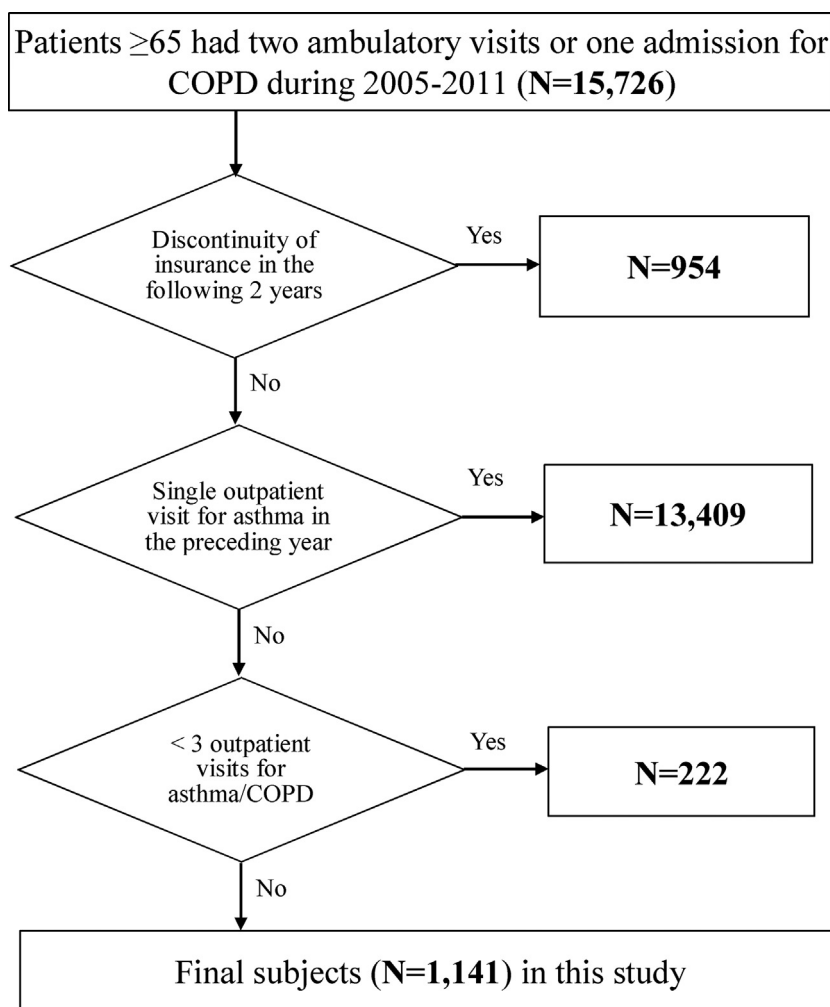 Patients ≥65 had two ambulatory visits or one admission for
COPD during 2005-2011 (N=15,726)
Discontinuity of
insurance in the
following 2 years
Yes
N=954
No
Single outpatient
visit for asthma in
the preceding year
Yes
N=13,409
No
< 3 outpatient
visits for
asthma/COPD
Yes
N=222
No
Final subjects (N=1,141) in this study